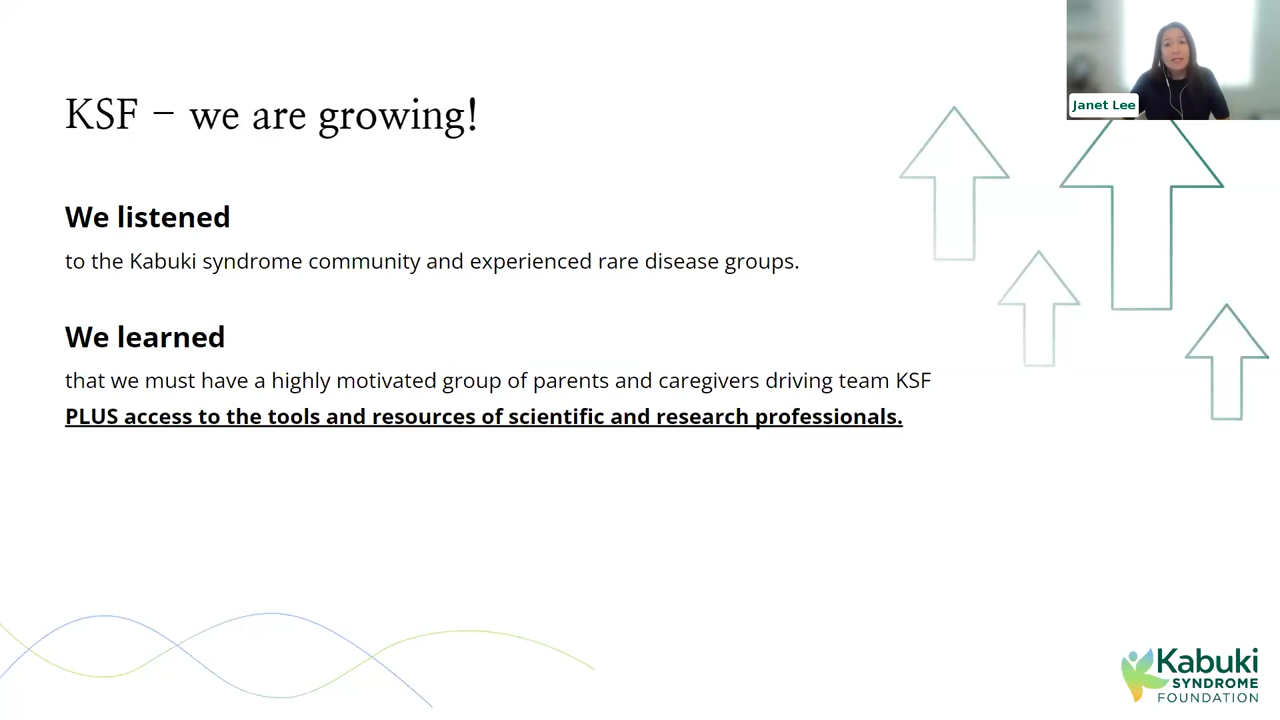 Janet Lee
KSF – we are growing!
We listened
to the Kabuki syndrome community and experienced rare disease groups.
We learned
that we must have a highly motivated group of parents and caregivers driving team KSF
PLUS access to the tools and resources of scientific and research professionals.
Kabuki
SYNDROME
FOUNDATION